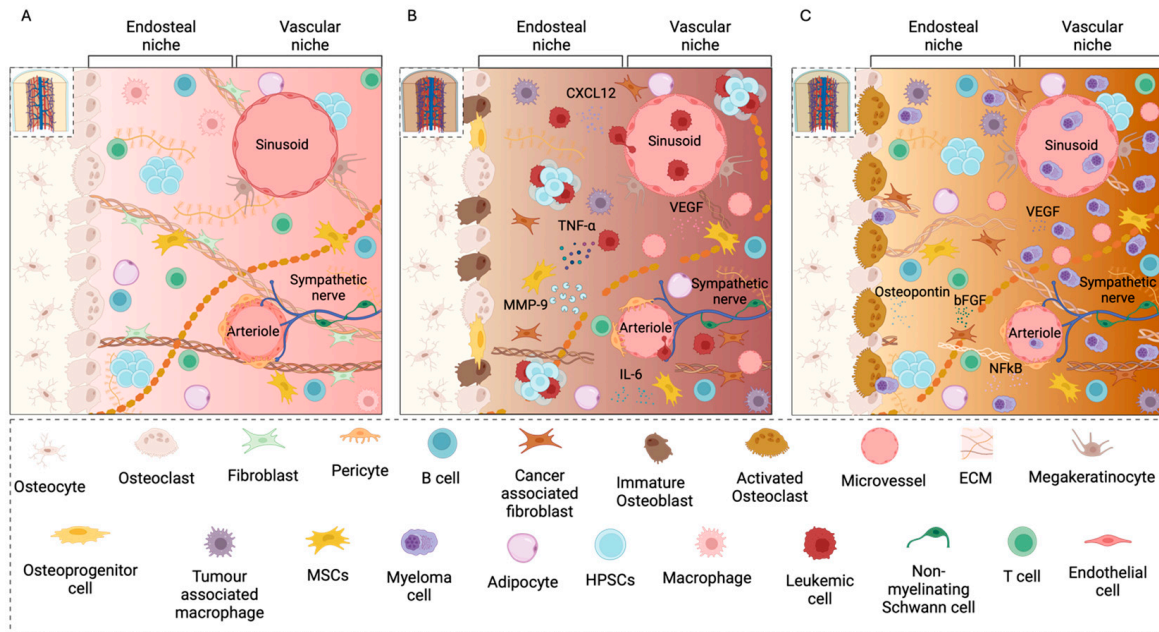 A
Endosteal
niche
Vascular
niche
Sinusoid
Sympathetic
nerve
Arteriole
B
Endosteal
niche
Vascular
niche
CXCL12
Sinusoid
VEGF
TNF-α
MMP-9
Sympathetic
nerve
Arteriole
IL-6
C
Endosteal
niche
Vascular
niche
Sinusoid
VEGF
Osteopontin
bFGF
Sympathetic
nerve
Arteriole
NFkB
Osteocyte
Osteoclast
Fibroblast
Pericyte
B cell
Cancer
associated
fibroblast
Immature
Osteoblast
Activated
Osteoclast
Microvessel
ECM
Megakeratinocyte
Osteoprogenitor
cell
Tumour
associated
macrophage
MSCs
Myeloma
cell
Adipocyte
HPSCs
Macrophage
Leukemic
cell
Non-
myelinating
Schwann cell
T cell
Endothelial
cell